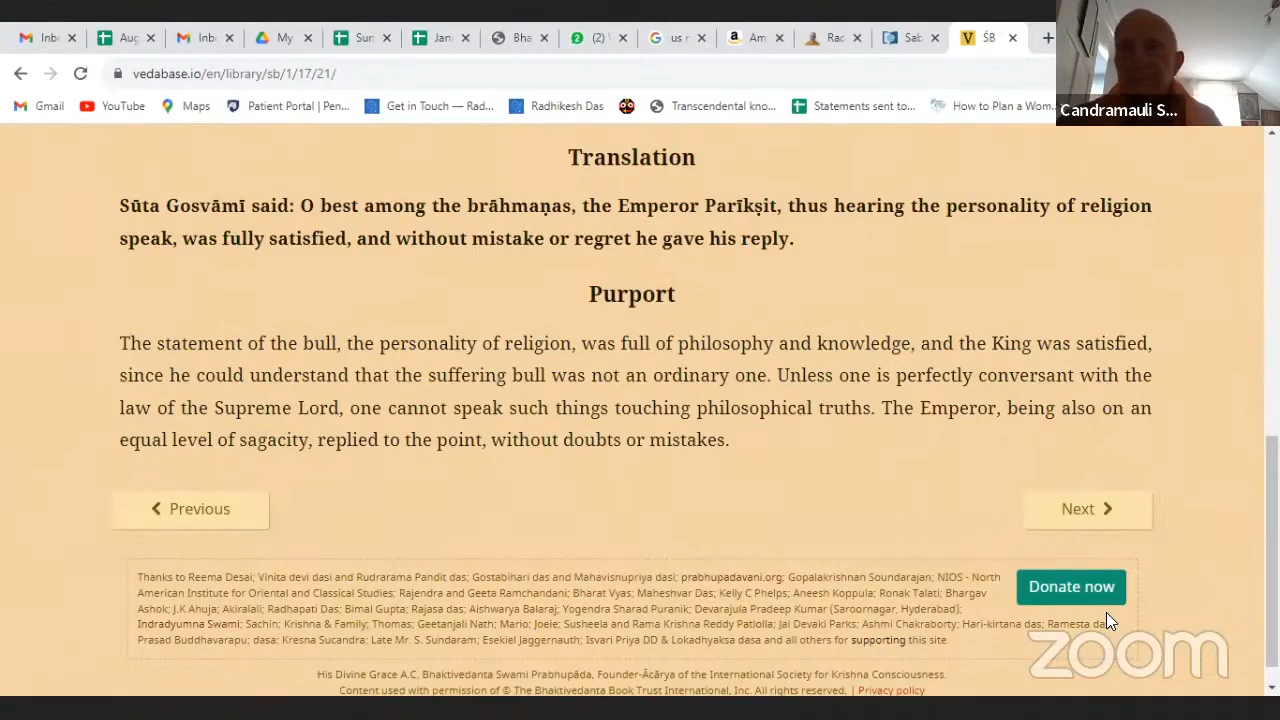 Inb
Aug
Inb
My
Sun
Jan
Bha
(2)
us r
Am
Rad
Sab
ŚB
vedabase.io/en/library/sb/1/17/21/
Gmail
YouTube
Maps
Patient Portal | Pen...
Get in Touch — Rad...
Radhikesh Das
Transcendental kno...
Statements sent to...
How to Plan a Wom...
Candramauli S...
Translation
Sūta Gosvāmī said: O best among the brāhmaṇas, the Emperor Parīkṣit, thus hearing the personality of religion
speak, was fully satisfied, and without mistake or regret he gave his reply.
Purport
The statement of the bull, the personality of religion, was full of philosophy and knowledge, and the King was satisfied,
since he could understand that the suffering bull was not an ordinary one. Unless one is perfectly conversant with the
law of the Supreme Lord, one cannot speak such things touching philosophical truths. The Emperor, being also on an
equal level of sagacity, replied to the point, without doubts or mistakes.
Previous
Next
Thanks to Reema Desai; Vinita devi dasi and Rudrarama Pandit das; Gostabihari das and Mahavisnupriya dasi; prabhupadavani.org; Gopalakrishnan Soundarajan; NIOS - North
American Institute for Oriental and Classical Studies; Rajendra and Geeta Ramchandani; Bharat Vyas; Maheshvar Das; Kelly C Phelps; Aneesh Koppula; Ronak Talati; Bhargav
Ashok; J.K Ahuja; Akiralali; Radhapati Das; Bimal Gupta; Rajasa das; Aishwarya Balaraj; Yogendra Sharad Puranik; Devarajula Pradeep Kumar (Saroornagar, Hyderabad);
Indradyumna Swami; Sachin; Krishna & Family; Thomas; Geetanjali Nath; Mario; Joeie; Susheela and Rama Krishna Reddy Patlolla; Jai Devaki Parks; Ashmi Chakraborty; Hari-kirtana das; Ramesta das
Prasad Buddhavarapu; dasa; Kresna Sucandra; Late Mr. S. Sundaram; Esekiel Jaggernauth; Isvari Priya DD & Lokadhyaksa dasa and all others for supporting this site.
Donate now
zoom
His Divine Grace A.C. Bhaktivedanta Swami Prabhupāda, Founder-Ācārya of the International Society for Krishna Consciousness.
Content used with permission of © The Bhaktivedanta Book Trust International, Inc. All rights reserved. | Privacy policy